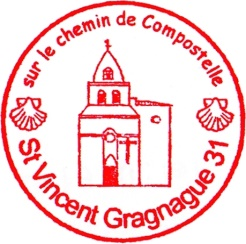 sur le chemin de Compostelle
St Vincent Gragnague 31